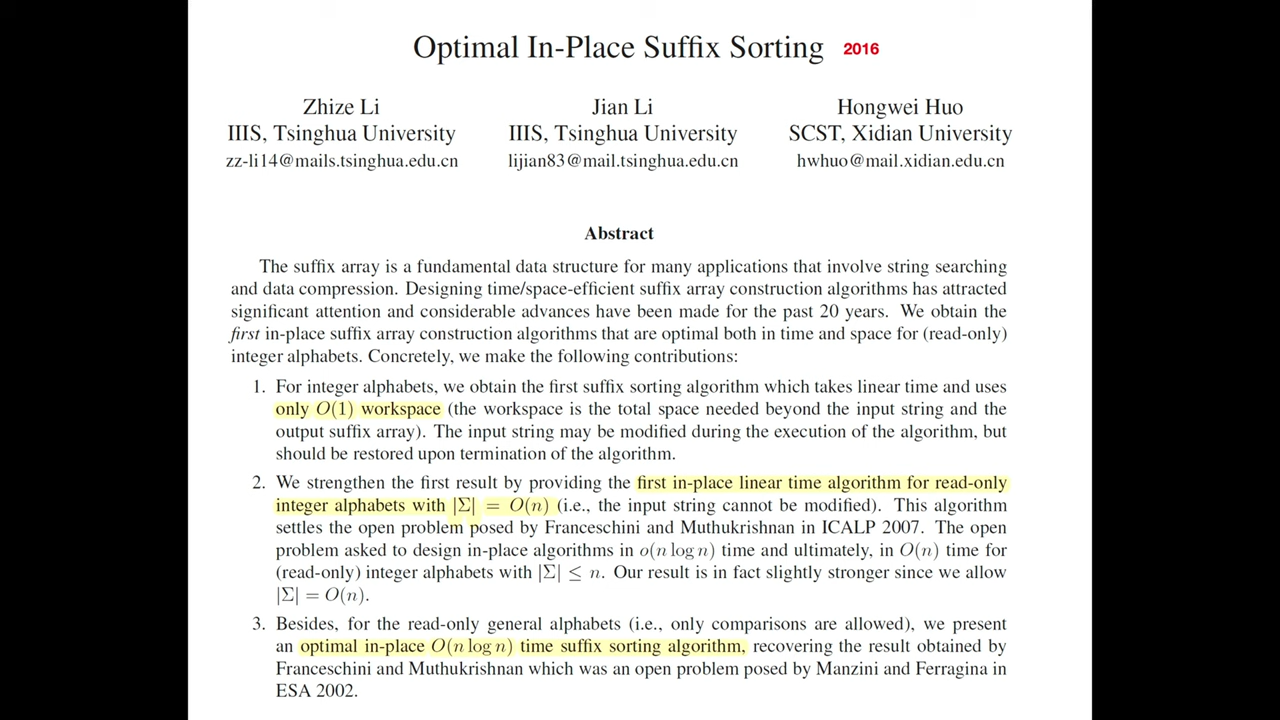 Optimal In-Place Suffix Sorting 2016
Zhize Li Jian Li Hongwei Huo
IIIS, Tsinghua University IIIS, Tsinghua University SCST, Xidian University
zz-li14@mails.tsinghua.edu.cn lijian83@mail.tsinghua.edu.cn hwhuo@mail.xidian.edu.cn
Abstract
The suffix array is a fundamental data structure for many applications that involve string searching
and data compression. Designing time/space-efficient suffix array construction algorithms has attracted
significant attention and considerable advances have been made for the past 20 years. We obtain the
first in-place suffix array construction algorithms that are optimal both in time and space for (read-only)
integer alphabets. Concretely, we make the following contributions:
1. For integer alphabets, we obtain the first suffix sorting algorithm which takes linear time and uses
only O(1) workspace (the workspace is the total space needed beyond the input string and the
output suffix array). The input string may be modified during the execution of the algorithm, but
should be restored upon termination of the algorithm.
2. We strengthen the first result by providing the first in-place linear time algorithm for read-only
integer alphabets with |Σ| = O(n) (i.e., the input string cannot be modified). This algorithm
settles the open problem posed by Franceschini and Muthukrishnan in ICALP 2007. The open
problem asked to design in-place algorithms in o(n log n) time and ultimately, in O(n) time for
(read-only) integer alphabets with |Σ| ≤ n. Our result is in fact slightly stronger since we allow
|Σ| = O(n).
3. Besides, for the read-only general alphabets (i.e., only comparisons are allowed), we present
an optimal in-place O(n log n) time suffix sorting algorithm, recovering the result obtained by
Franceschini and Muthukrishnan which was an open problem posed by Manzini and Ferragina in
ESA 2002.